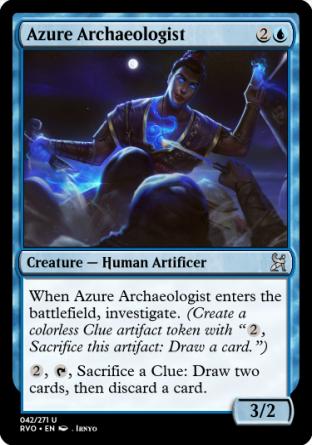 Azure Archaeologist 2
Creature — Human Artificer
When Azure Archaeologist enters the
battlefield, investigate. (Create a
colorless Clue artifact token with “2,
Sacrifice this artifact: Draw a card.”)
2, , Sacrifice a Clue: Draw two
cards, then discard a card.
042/271 U
RVO • EN Irnyo
3/2